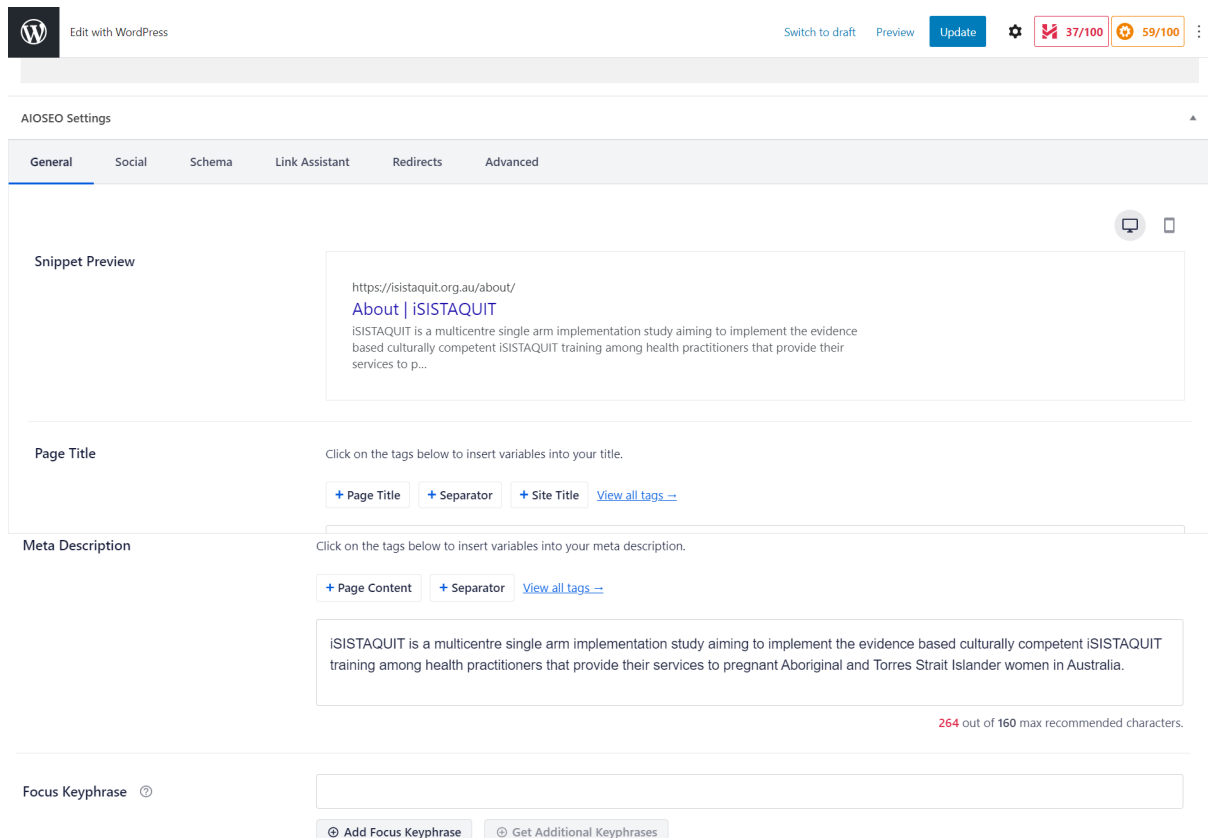 Edit with WordPress
Switch to draft Preview Update 37/100 59/100
AIOSEO Settings
General Social Schema Link Assistant Redirects Advanced
Snippet Preview
https://isistaquit.org.au/about/
About | iSISTAQUIT
iSISTAQUIT is a multicentre single arm implementation study aiming to implement the evidence
based culturally competent iSISTAQUIT training among health practitioners that provide their
services to p...
Page Title
Click on the tags below to insert variables into your title.
+ Page Title + Separator + Site Title View all tags →
Meta Description
Click on the tags below to insert variables into your meta description.
+ Page Content + Separator View all tags →
iSISTAQUIT is a multicentre single arm implementation study aiming to implement the evidence based culturally competent iSISTAQUIT
training among health practitioners that provide their services to pregnant Aboriginal and Torres Strait Islander women in Australia.
264 out of 160 max recommended characters.
Focus Keyphrase
Add Focus Keyphrase Get Additional Keyphrases